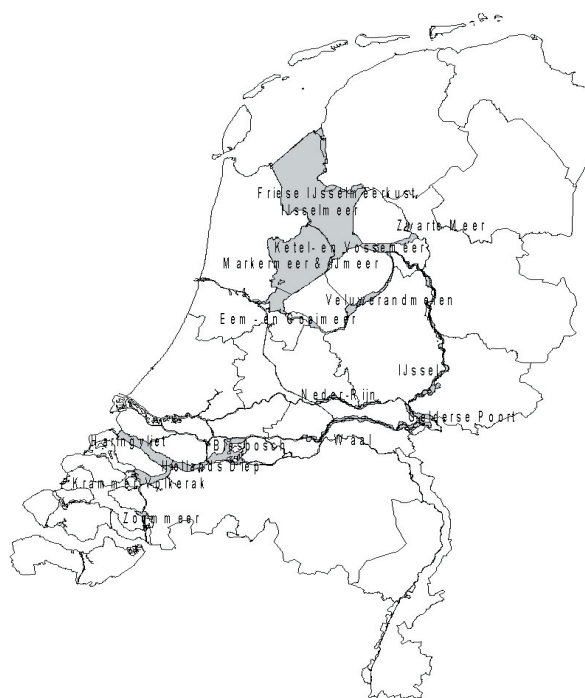 Friese IJsselmeerkust,
IJsselmeer
Zwarte Meer
Ketel- en Vossemeer
Markermeer & IJmeer
Veluwerandmeren
Eem- en Gooimeer
IJssel
Neder-Rijn
Gelderse Poort
Haringvliet
Biesbosch
Waal
Hollands Diep
Krammer-Volkerak
Zoommeer